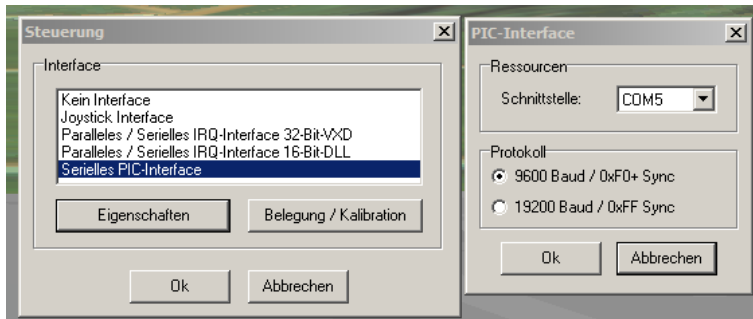 Steuerung
Interface
Kein Interface
Joystick Interface
Paralleles / Serielles IRQ-Interface 32-Bit-VXD
Paralleles / Serielles IRQ-Interface 16-Bit-DLL
Serielles PIC-Interface
Eigenschaften
Belegung / Kalibration
Ok
Abbrechen
PIC-Interface
Ressourcen
Schnittstelle:
COM5
Protokoll
9600 Baud / 0xF0+ Sync
19200 Baud / 0xFF Sync
Ok
Abbrechen